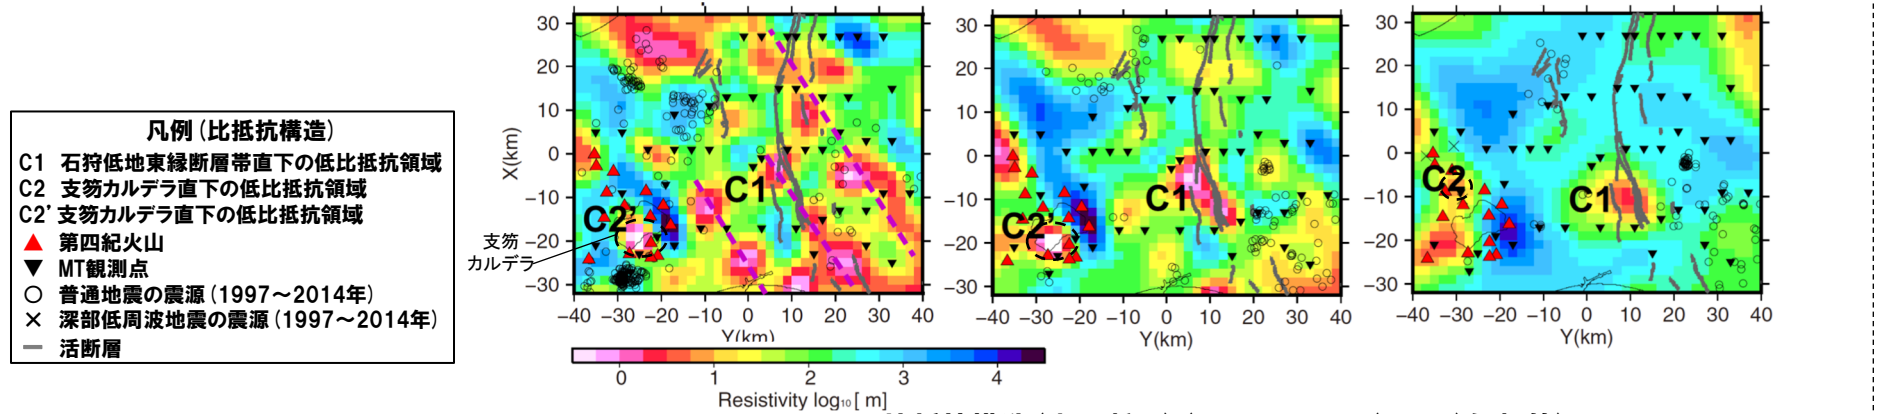 凡例(比抵抗構造)
C1 石狩低地東縁断層帯直下の低比抵抗領域
C2 支笏カルデラ直下の低比抵抗領域
C2' 支笏カルデラ直下の低比抵抗領域
第四紀火山
MT観測点
普通地震の震源(1997～2014年)
深部低周波地震の震源(1997～2014年)
活断層
支笏
カルデラ
X(km)
30
20
10
0
−10
−20
−30
C1
C2'
−40 −30 −20 −10 0 10 20 30 40
Y(km)
30
20
10
0
−10
−20
−30
C1
C2'
−40 −30 −20 −10 0 10 20 30 40
Y(km)
30
20
10
0
−10
−20
−30
C2
C1
−40 −30 −20 −10 0 10 20 30 40
Y(km)
0 1 2 3 4
Resistivity log10 [ m]